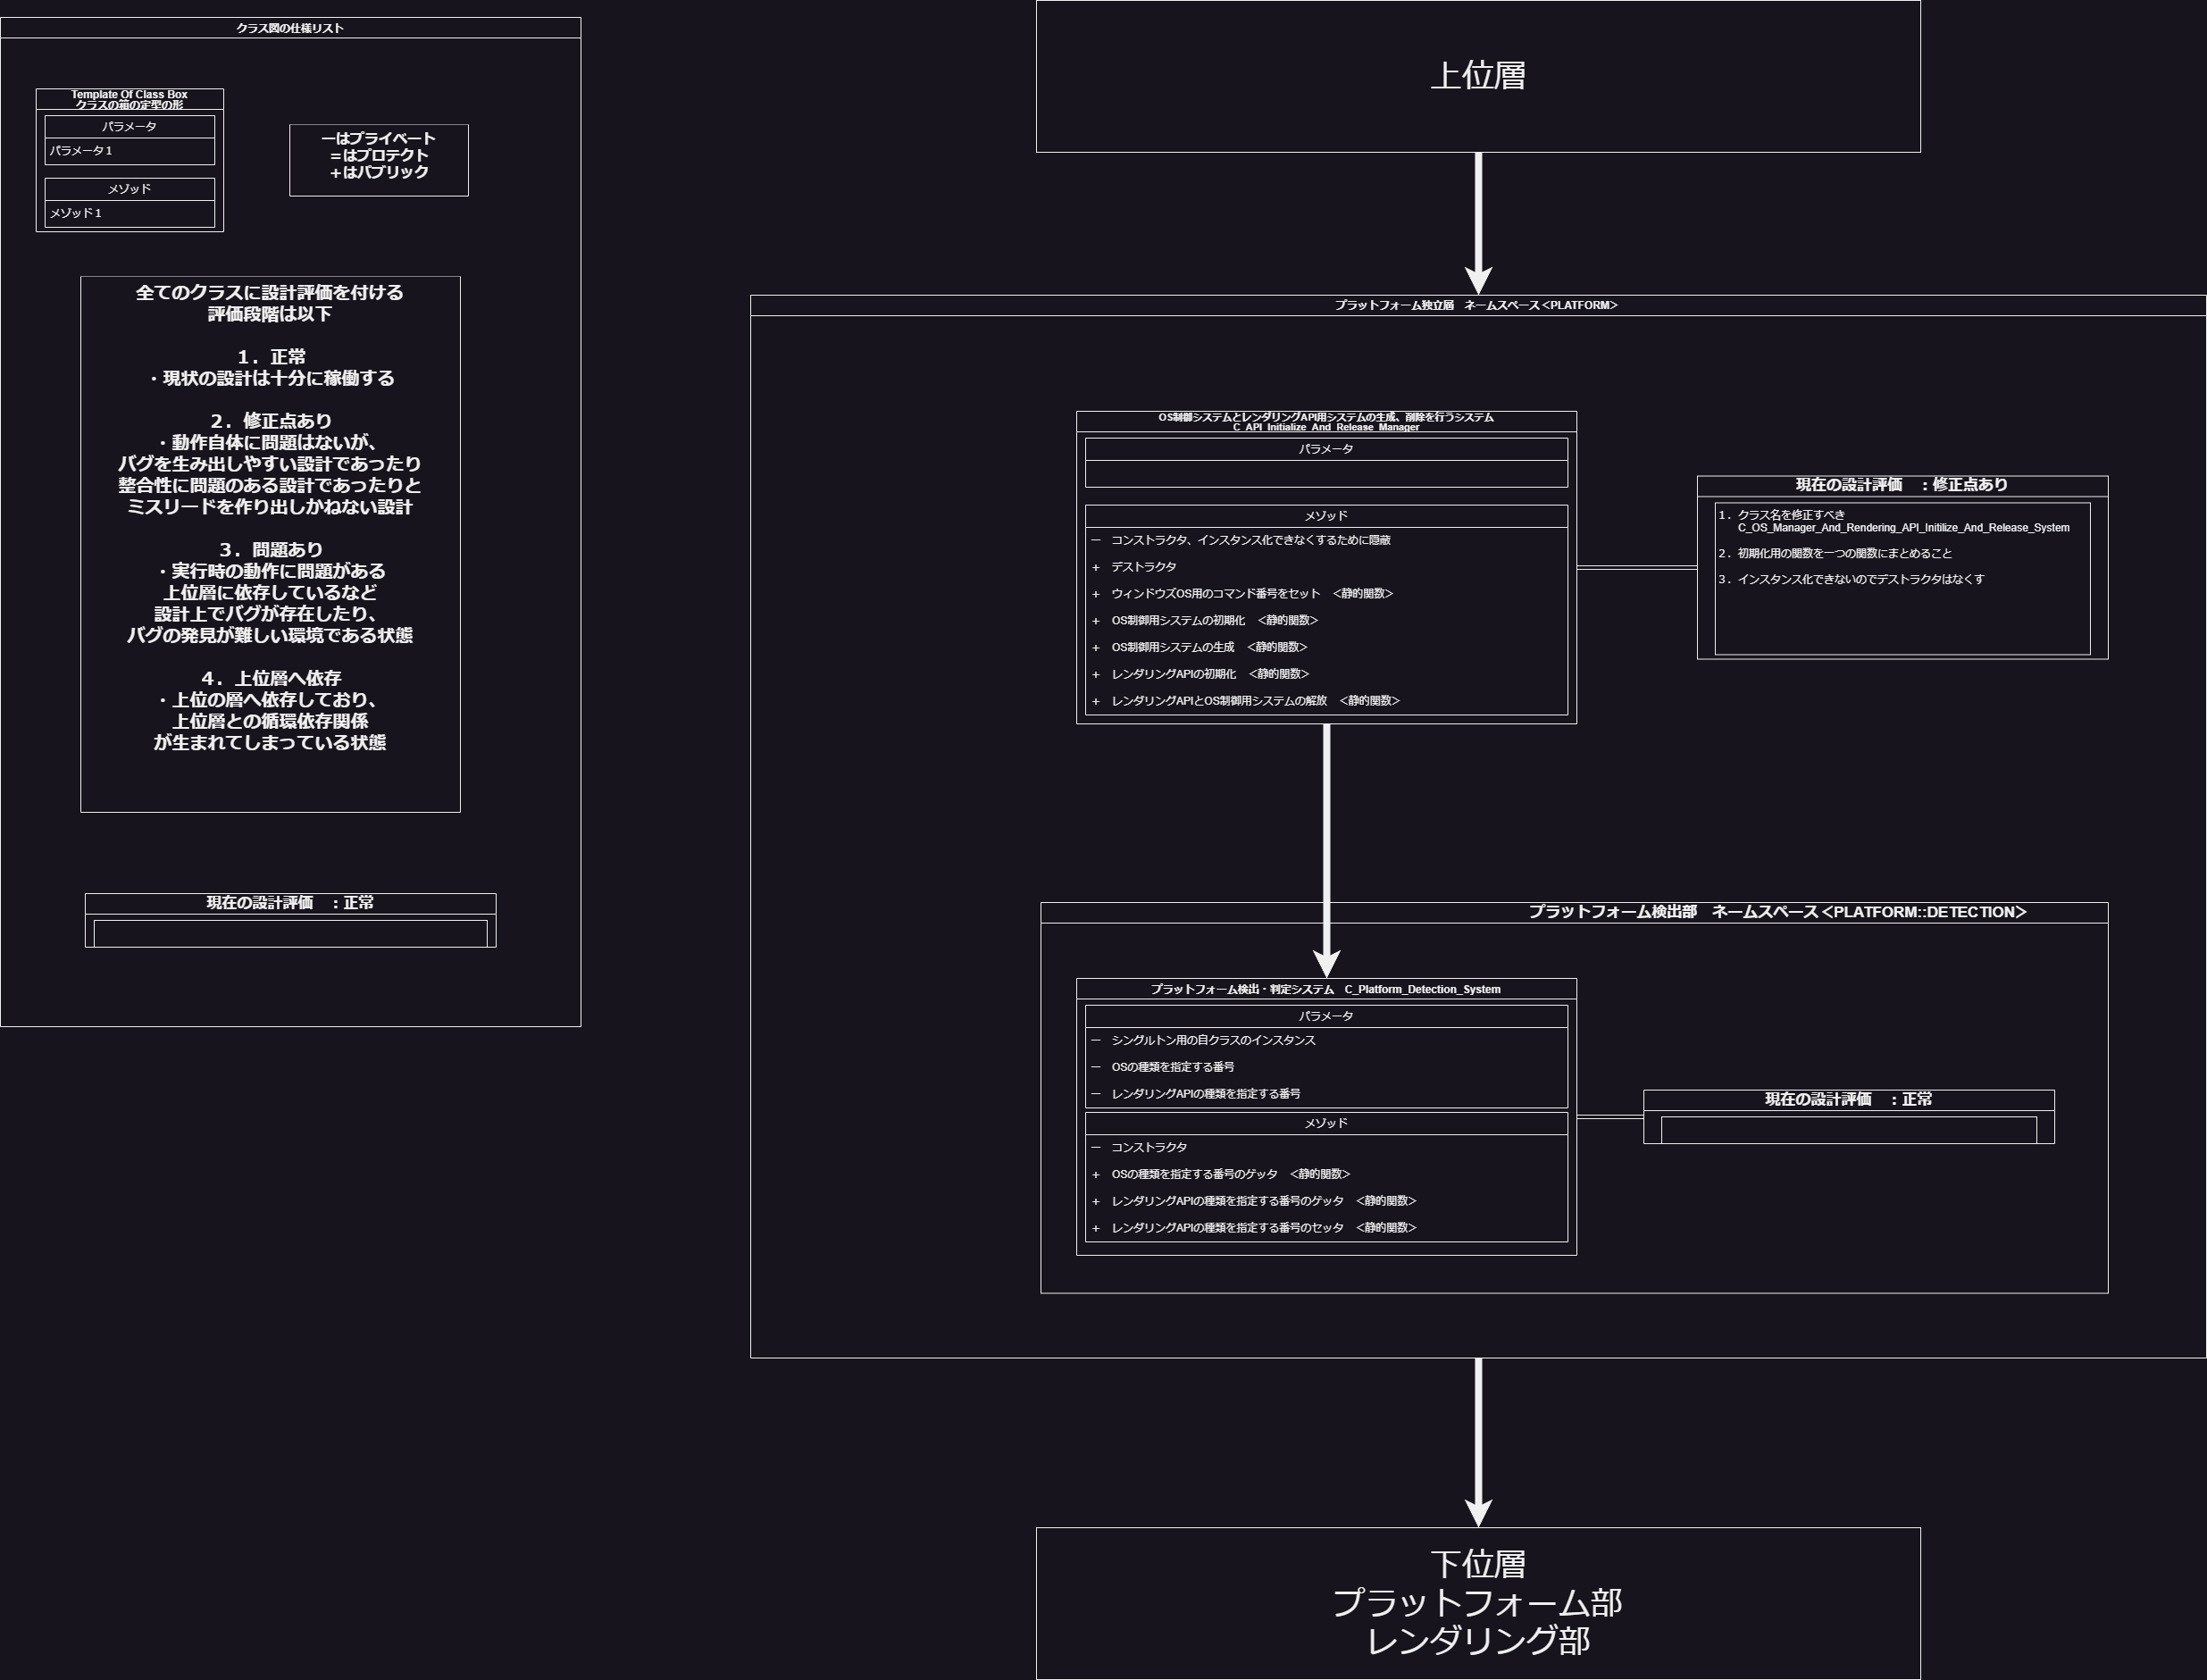 クラス図の仕様リスト
Template Of Class Box
クラスの箱の定型の形
パラメータ
パラメータ１
メソッド
メソッド１
－はプライベート
＝はプロテクト
＋はパブリック
全てのクラスに設計評価を付ける
評価段階は以下
１．正常
・現状の設計は十分に稼働する
２．修正点あり
・動作自体に問題はないが、
バグを生み出しやすい設計であったり
整合性に問題のある設計であったりと
ミスリードを作り出しかねない設計
３．問題あり
・実行時の動作に問題がある
上位層に依存しているなど
設計上でバグが存在したり、
バグの発見が難しい環境である状態
４．上位層へ依存
・上位の層へ依存しており、
上位層との循環依存関係
が生まれてしまっている状態
現在の設計評価　：正常
上位層
プラットフォーム独立層　ネームスペース＜PLATFORM＞
OS制御システムとレンダリングAPI用システムの生成、削除を行うシステム
C_API_Initialize_And_Release_Manager
パラメータ
メゾッド
－　コンストラクタ、インスタンス化できなくするために隠蔽
＋　デストラクタ
＋　ウィンドウズOS用のコマンド番号をセット　＜静的関数＞
＋　OS制御用システムの初期化　＜静的関数＞
＋　OS制御用システムの生成　＜静的関数＞
＋　レンダリングAPIの初期化　＜静的関数＞
＋　レンダリングAPIとOS制御用システムの解放　＜静的関数＞
現在の設計評価　：修正点あり
１．クラス名を修正すべき
C_OS_Manager_And_Rendering_API_Initilize_And_Release_System
２．初期化用の関数を一つの関数にまとめること
３．インスタンス化できないのでデストラクタはなくす
プラットフォーム検出部　ネームスペース＜PLATFORM::DETECTION＞
プラットフォーム検出・判定システム　C_Platform_Detection_System
パラメータ
－　シングルトン用の自クラスのインスタンス
－　OSの種類を指定する番号
－　レンダリングAPIの種類を指定する番号
メゾッド
－　コンストラクタ
＋　OSの種類を指定する番号のゲッタ　＜静的関数＞
＋　レンダリングAPIの種類を指定する番号のゲッタ　＜静的関数＞
＋　レンダリングAPIの種類を指定する番号のセッタ　＜静的関数＞
現在の設計評価　：正常
下位層
プラットフォーム部
レンダリング部